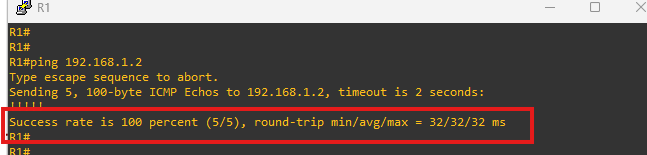 R1
R1#
R1#
R1#ping 192.168.1.2
Type escape sequence to abort.
Sending 5, 100-byte ICMP Echos to 192.168.1.2, timeout is 2 seconds:
!!!!!
Success rate is 100 percent (5/5), round-trip min/avg/max = 32/32/32 ms
R1#
R1#